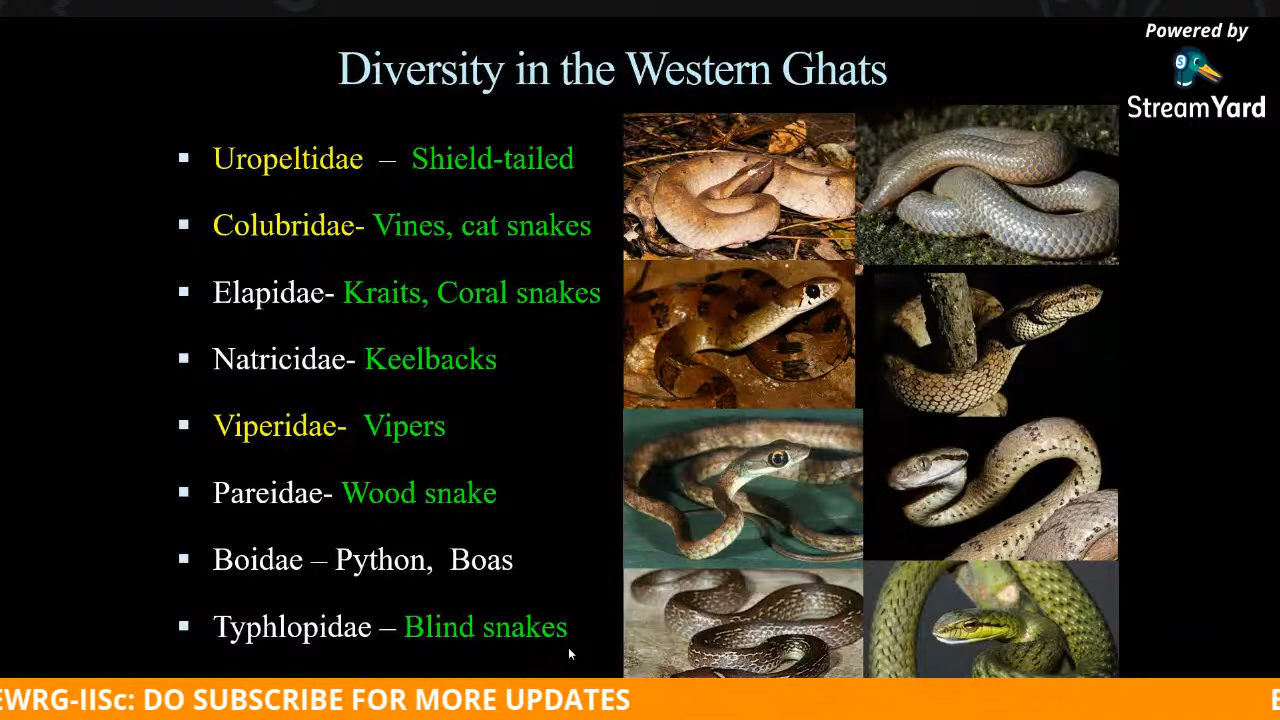 Powered by
StreamYard
Diversity in the Western Ghats
Uropeltidae – Shield-tailed
Colubridae- Vines, cat snakes
Elapidae- Kraits, Coral snakes
Natricidae- Keelbacks
Viperidae- Vipers
Pareidae- Wood snake
Boidae – Python, Boas
Typhlopidae – Blind snakes
EWRG-IISc: DO SUBSCRIBE FOR MORE UPDATES